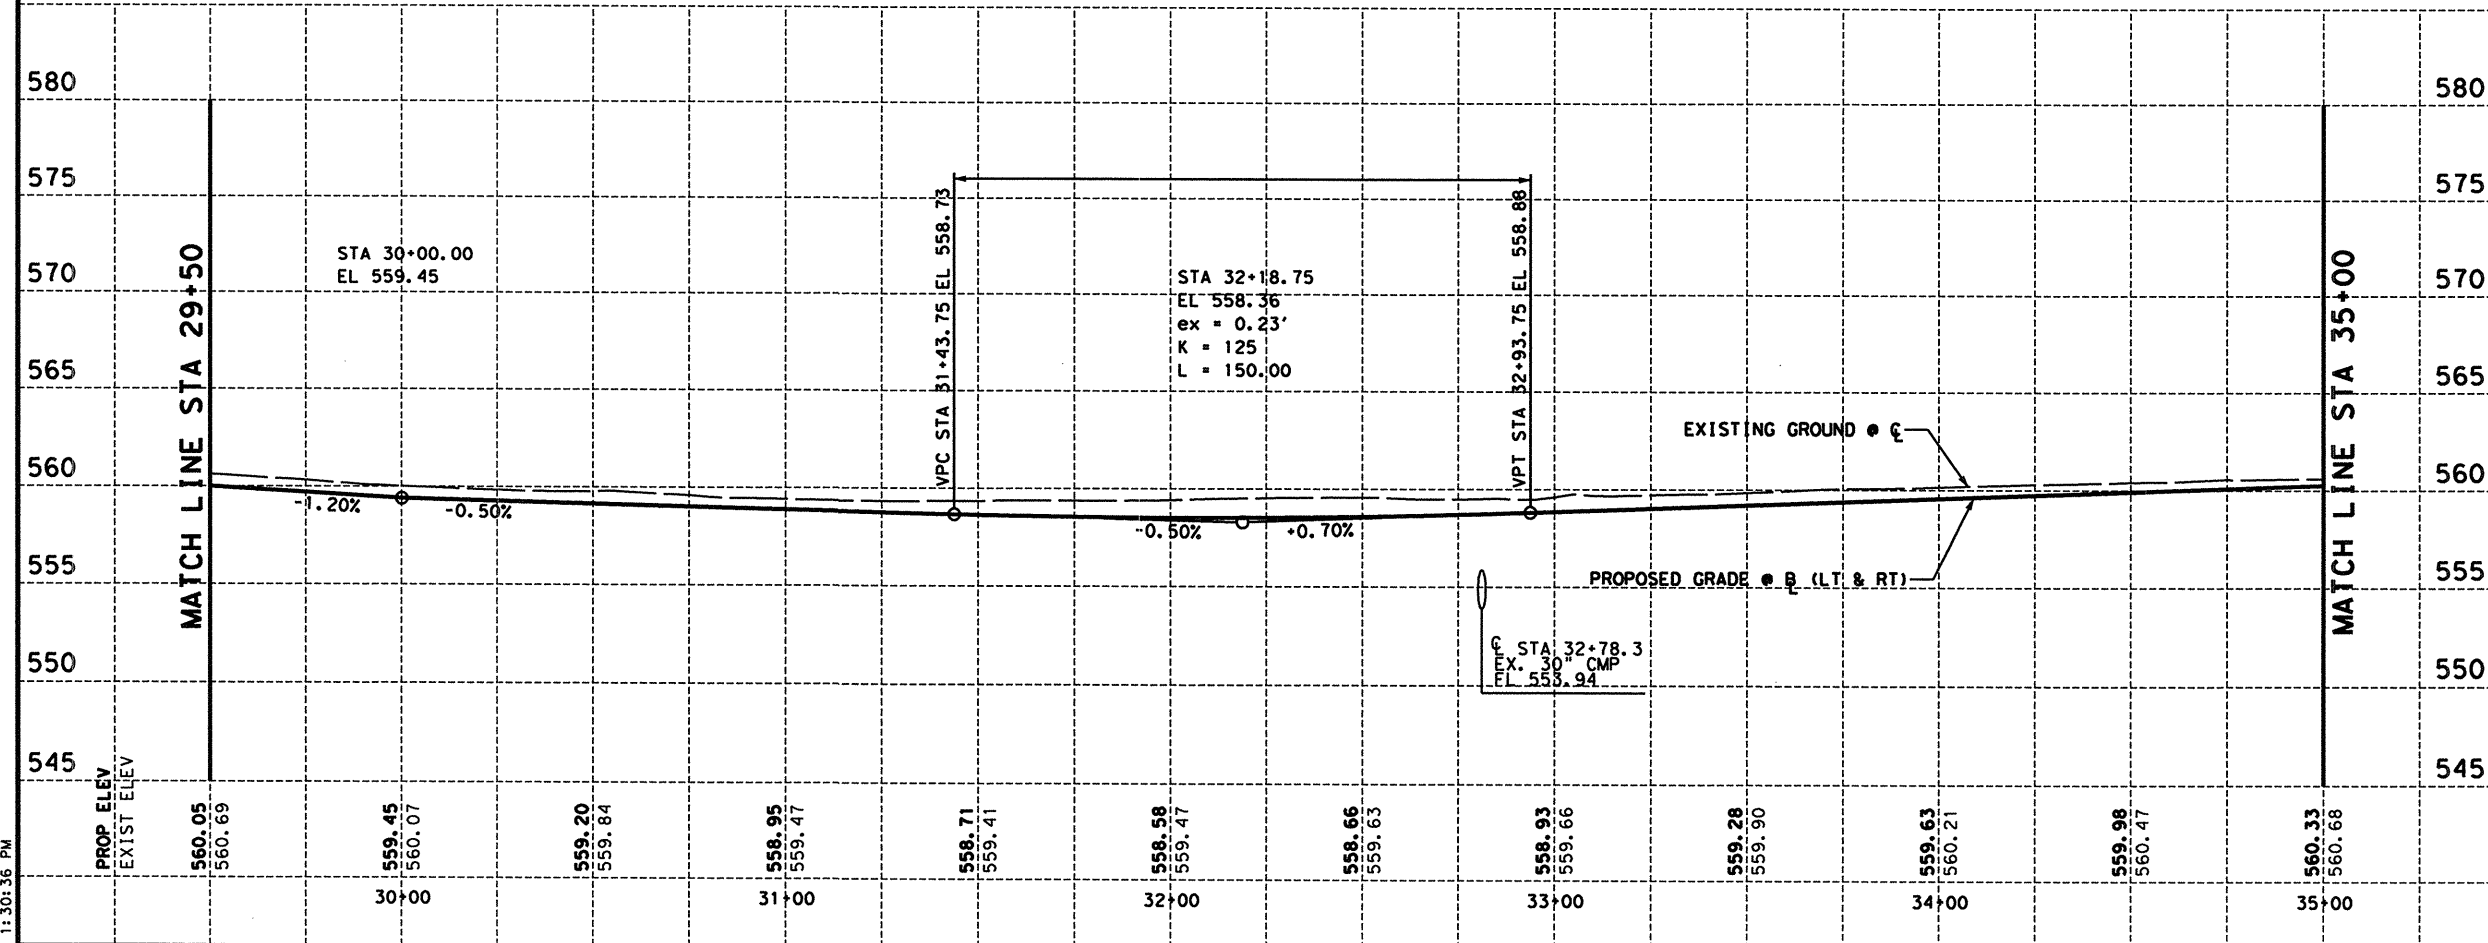 580
575
570
565
560
555
550
545
MATCH LINE STA 29+50
STA 30+00.00
EL 559.45
-1.20%
-0.50%
VPC STA 31+43.75 EL 558.73
STA 32+18.75
EL 558.36
ex = 0.23'
K = 125
L = 150.00
-0.50%
+0.70%
VPT STA 32+93.75 EL 558.88
EXISTING GROUND @ ℄
PROPOSED GRADE @ BL (LT & RT)
℄ STA 32+78.3
EX. 30" CMP
EL 553.94
MATCH LINE STA 35+00
580
575
570
565
560
555
550
545
PROP ELEV
EXIST ELEV
560.05
560.69
559.45
560.07
559.20
559.84
558.95
559.47
558.71
559.41
558.58
559.47
558.66
559.63
558.93
559.66
559.28
559.90
559.63
560.21
559.98
560.47
560.33
560.68
30+00
31+00
32+00
33+00
34+00
35+00
1:30:36 PM